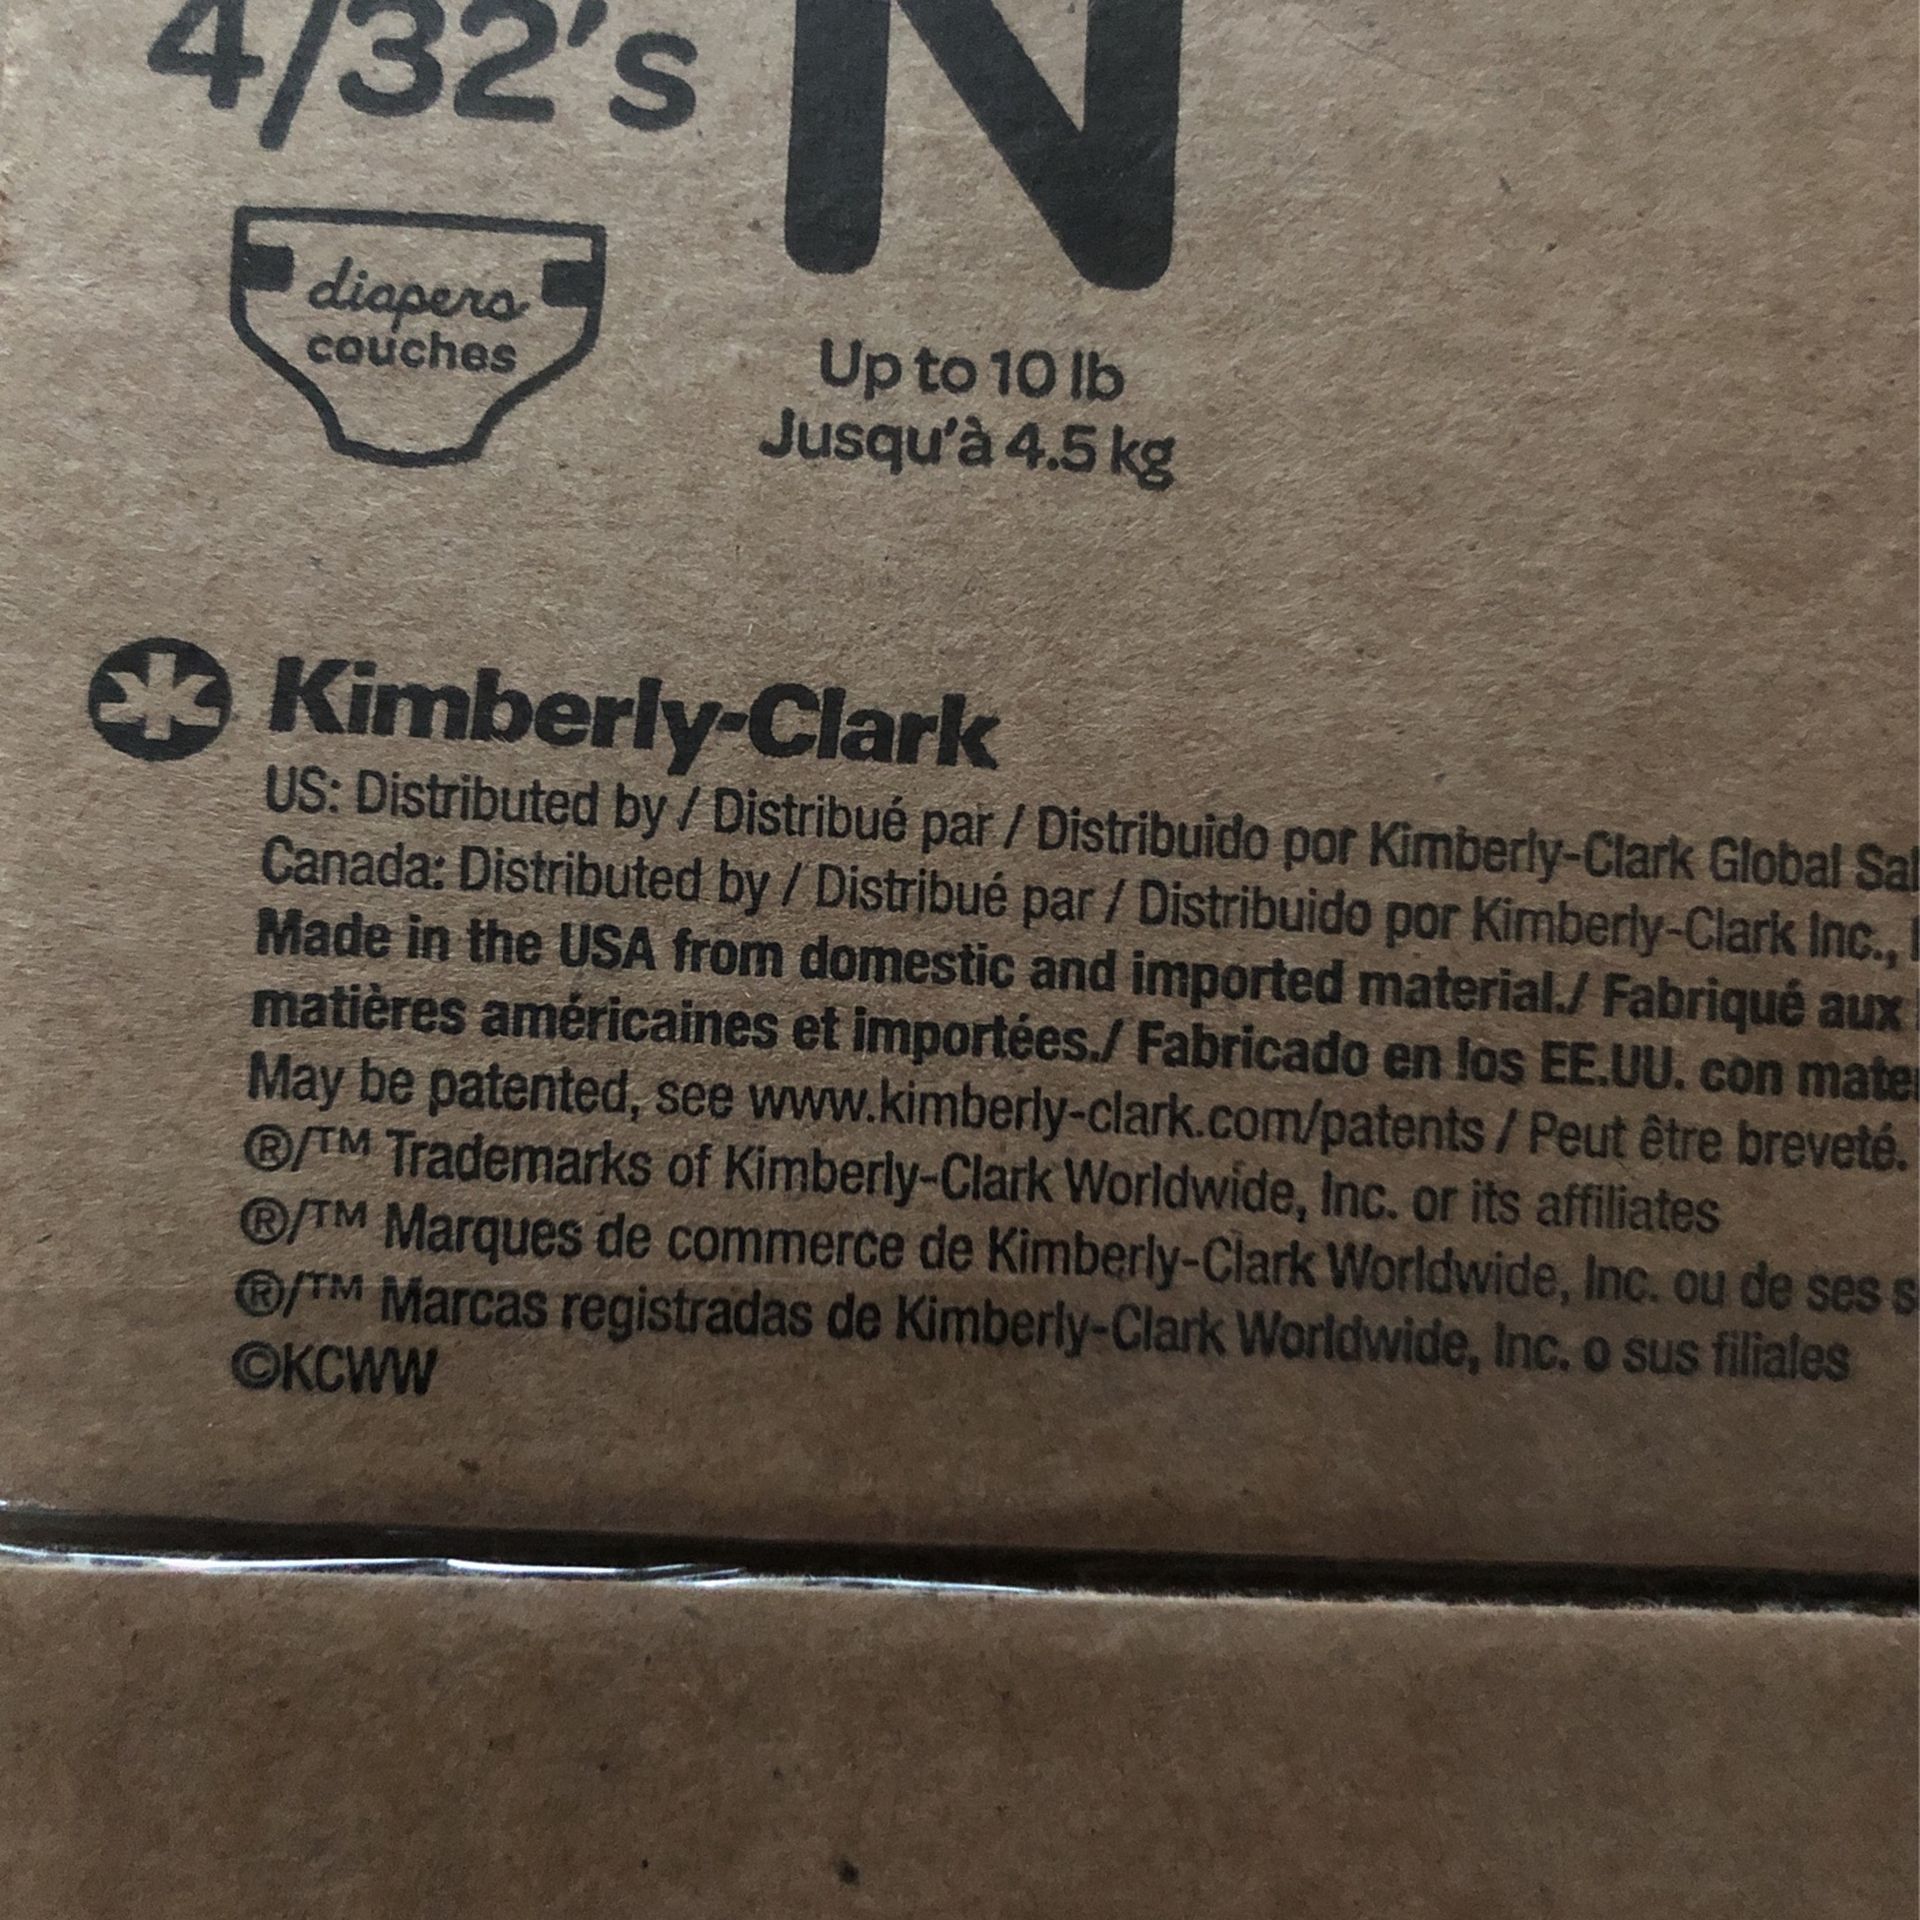 4/32's
N
diapers
couches
Up to 10 lb
Jusqu'à 4.5 kg
Kimberly-Clark
US: Distributed by / Distribué par / Distribuido por Kimberly-Clark Global
Canada: Distributed by / Distribué par / Distribuido por Kimberly-Clark Inc.,
Made in the USA from domestic and imported material./ Fabriqué aux
matières américaines et importées./ Fabricado en los EE.UU. con
May be patented, see www.kimberly-clark.com/patents / Peut être breveté.
®/™ Trademarks of Kimberly-Clark Worldwide, Inc. or its affiliates
®/™ Marques de commerce de Kimberly-Clark Worldwide, Inc. ou de ses
®/™ Marcas registradas de Kimberly-Clark Worldwide, Inc. o sus filiales
©KCWW